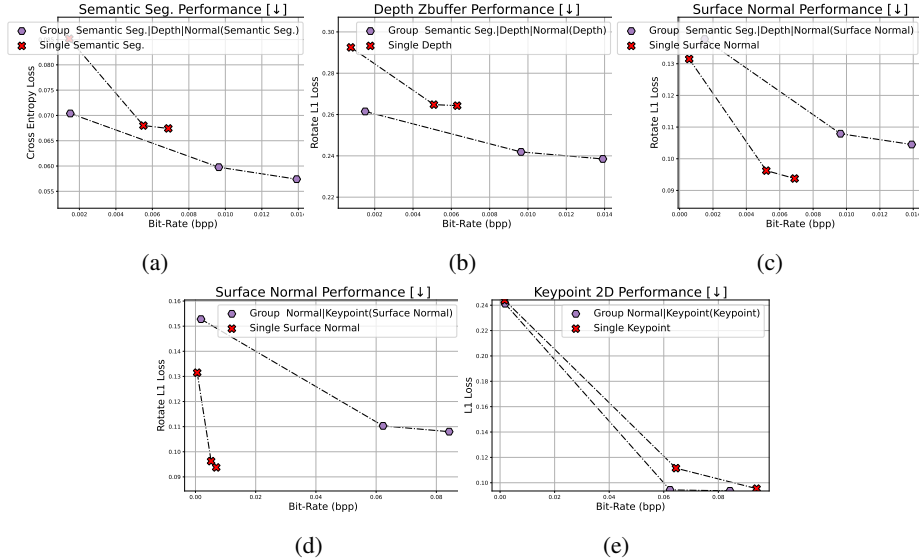 Semantic Seg. Performance [↓]
Group Semantic Seg.|Depth|Normal(Semantic Seg.)
Single Semantic Seg.
Cross Entropy Loss
0.070
0.065
0.060
0.055
0.002
0.004
0.006
0.008
0.010
0.012
0.014
Bit-Rate (bpp)
(a)
Depth Zbuffer Performance [↓]
Group Semantic Seg.|Depth|Normal(Depth)
Single Depth
Rotate L1 Loss
0.30
0.28
0.26
0.24
0.22
0.002
0.004
0.006
0.008
0.010
0.012
0.014
Bit-Rate (bpp)
(b)
Surface Normal Performance [↓]
Group Semantic Seg.|Depth|Normal(Surface Normal)
Single Surface Normal
Rotate L1 Loss
0.13
0.12
0.11
0.10
0.09
0.000
0.002
0.004
0.006
0.008
0.010
0.012
0.014
Bit-Rate (bpp)
(c)
Surface Normal Performance [↓]
Group Normal|Keypoint(Surface Normal)
Single Surface Normal
Rotate L1 Loss
0.16
0.15
0.14
0.13
0.12
0.11
0.10
0.09
0.00
0.02
0.04
0.06
0.08
Bit-Rate (bpp)
(d)
Keypoint 2D Performance [↓]
Group Normal|Keypoint(Keypoint)
Single Keypoint
L1 Loss
0.24
0.22
0.20
0.18
0.16
0.14
0.12
0.10
0.00
0.02
0.04
0.06
0.08
Bit-Rate (bpp)
(e)